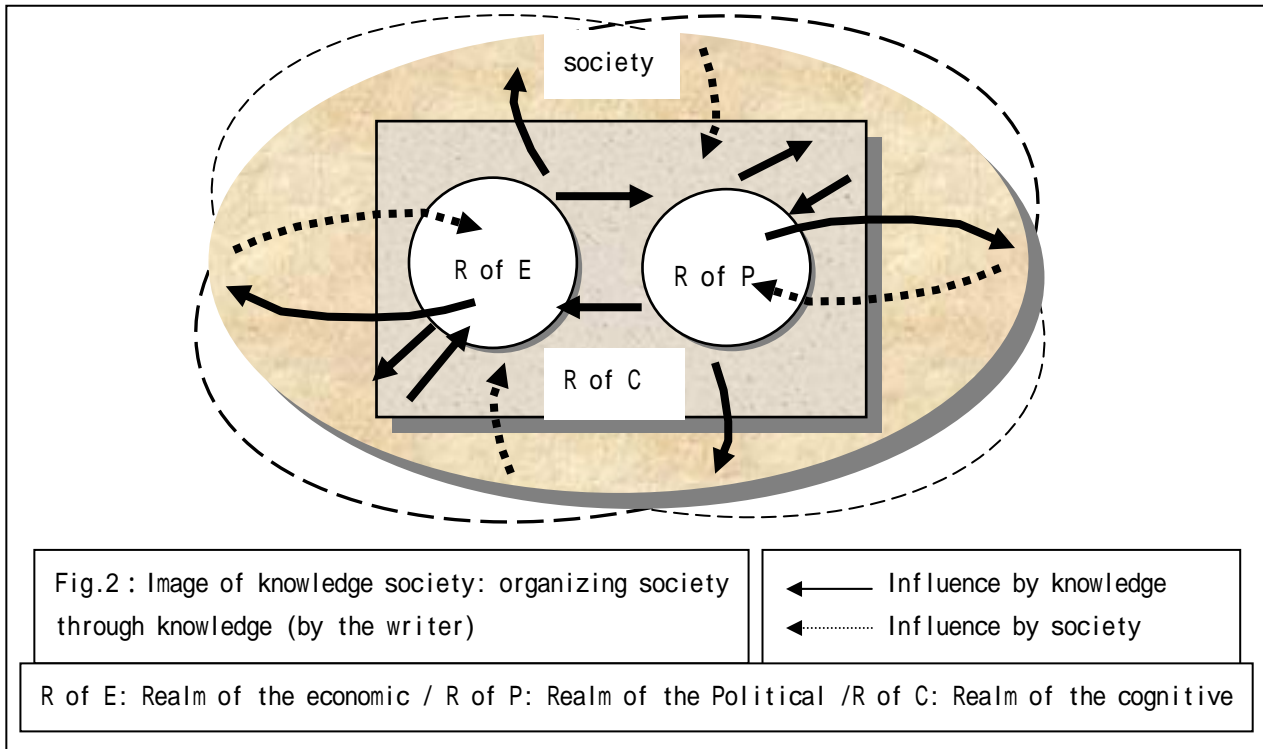 society
R of E
R of P
R of C
Fig.2: Image of knowledge society: organizing society
through knowledge (by the writer)
Influence by knowledge
Influence by society
R of E: Realm of the economic / R of P: Realm of the Political /R of C: Realm of the cognitive